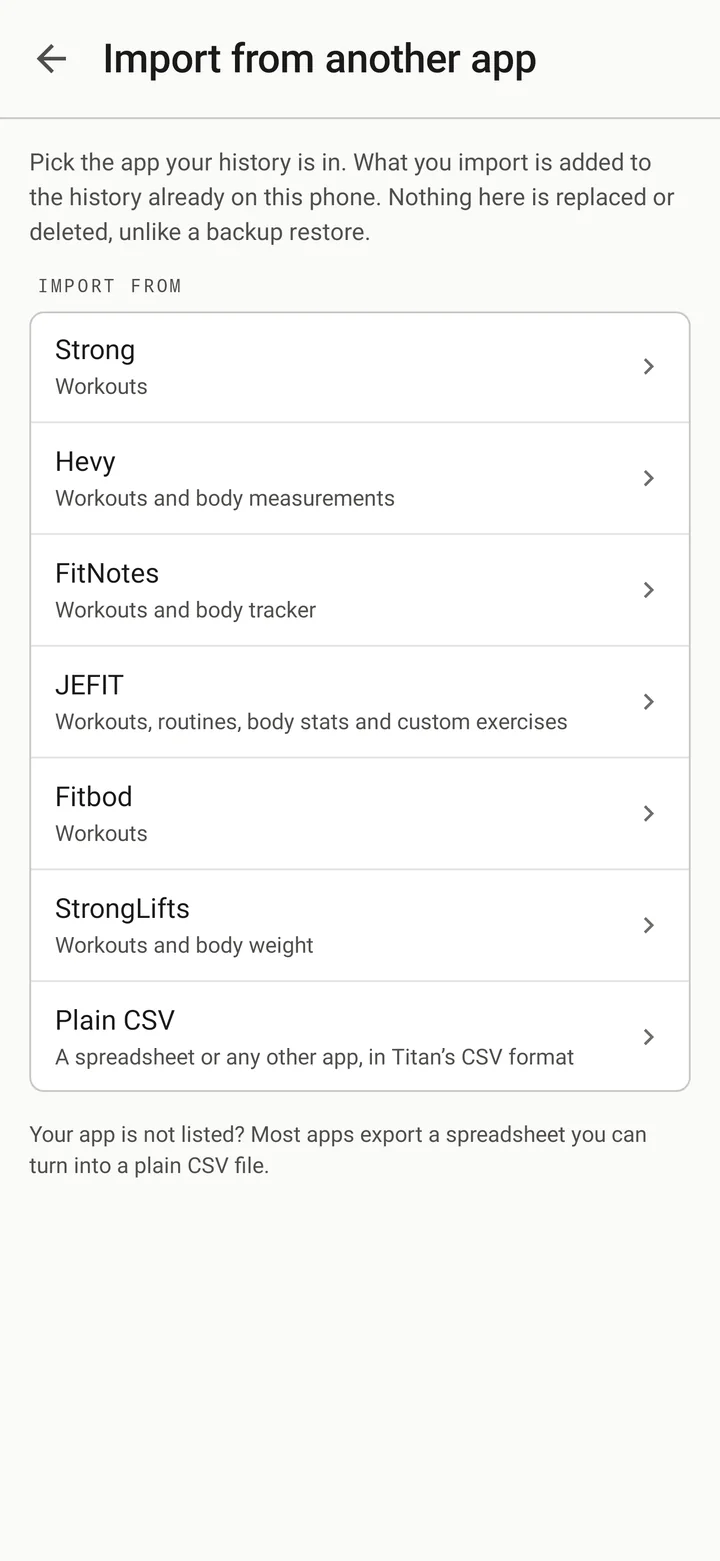 Import from another app
Pick the app your history is in. What you import is added to
the history already on this phone. Nothing here is replaced or
deleted, unlike a backup restore.
IMPORT FROM
Strong
Workouts
Hevy
Workouts and body measurements
FitNotes
Workouts and body tracker
JEFIT
Workouts, routines, body stats and custom exercises
Fitbod
Workouts
StrongLifts
Workouts and body weight
Plain CSV
A spreadsheet or any other app, in Titan’s CSV format
Your app is not listed? Most apps export a spreadsheet you can
turn into a plain CSV file.